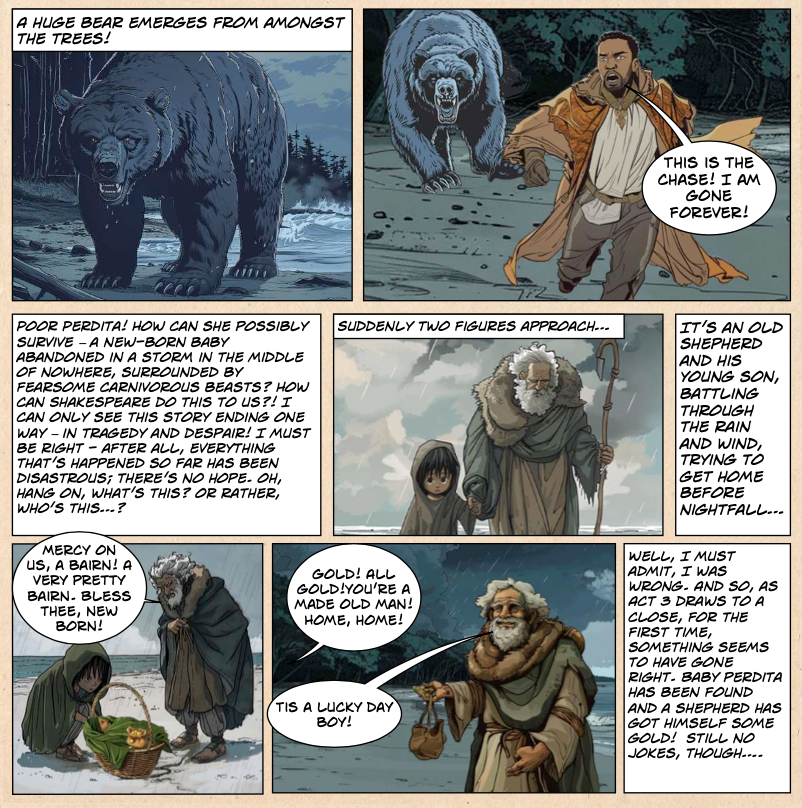 A HUGE BEAR EMERGES FROM AMONGST
THE TREES!
THIS IS THE
CHASE! I AM
GONE
FOREVER!
POOR PERDITA! HOW CAN SHE POSSIBLY
SURVIVE – A NEW-BORN BABY
ABANDONED IN A STORM IN THE MIDDLE
OF NOWHERE, SURROUNDED BY
FEARSOME CARNIVOROUS BEASTS? HOW
CAN SHAKESPEARE DO THIS TO US?! I
CAN ONLY SEE THIS STORY ENDING ONE
WAY – IN TRAGEDY AND DESPAIR! I MUST
BE RIGHT – AFTER ALL, EVERYTHING
THAT'S HAPPENED SO FAR HAS BEEN
DISASTROUS; THERE'S NO HOPE. OH,
HANG ON, WHAT'S THIS? OR RATHER,
WHO'S THIS...?
SUDDENLY TWO FIGURES APPROACH...
IT'S AN OLD
SHEPHERD
AND HIS
YOUNG SON,
BATTLING
THROUGH
THE RAIN
AND WIND,
TRYING TO
GET HOME
BEFORE
NIGHTFALL...
MERCY ON
US, A BAIRN! A
VERY PRETTY
BAIRN. BLESS
THEE, NEW
BORN!
GOLD! ALL
GOLD!YOU'RE A
MADE OLD MAN!
HOME, HOME!
TIS A LUCKY DAY
BOY!
WELL, I MUST
ADMIT, I WAS
WRONG. AND SO, AS
ACT 3 DRAWS TO A
CLOSE, FOR THE
FIRST TIME,
SOMETHING SEEMS
TO HAVE GONE
RIGHT. BABY PERDITA
HAS BEEN FOUND
AND A SHEPHERD HAS
GOT HIMSELF SOME
GOLD! STILL NO
JOKES, THOUGH....